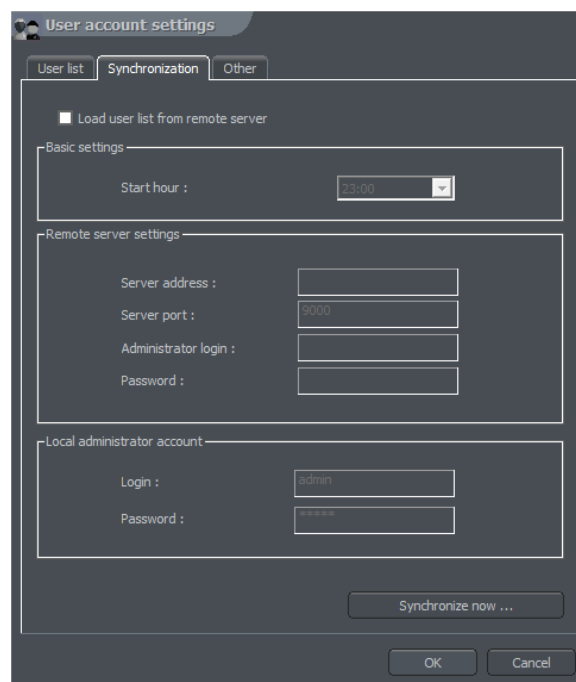 User account settings
User list Synchronization Other
Load user list from remote server
Basic settings
Start hour : 23:00
Remote server settings
Server address :
Server port : 9000
Administrator login :
Password :
Local administrator account
Login : admin
Password : *****
Synchronize now ...
OK Cancel